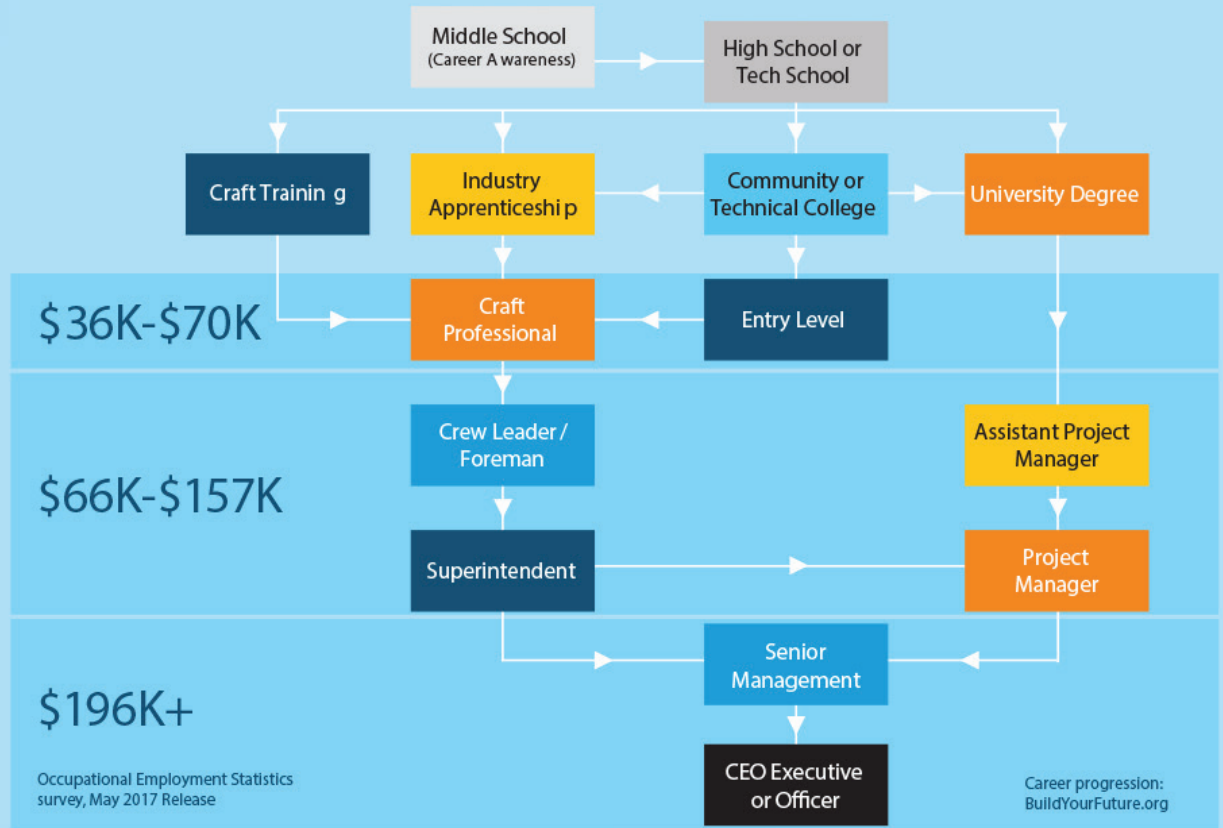 Middle School
(Career A wareness)
High School or
Tech School
Craft Trainin g
Industry
Apprenticeshi p
Community or
Technical College
University Degree
$36K-$70K
Craft
Professional
Entry Level
$66K-$157K
Crew Leader /
Foreman
Assistant Project
Manager
Superintendent
Project
Manager
$196K+
Senior
Management
CEO Executive
or Officer
Occupational Employment Statistics
survey, May 2017 Release
Career progression:
BuildYourFuture.org